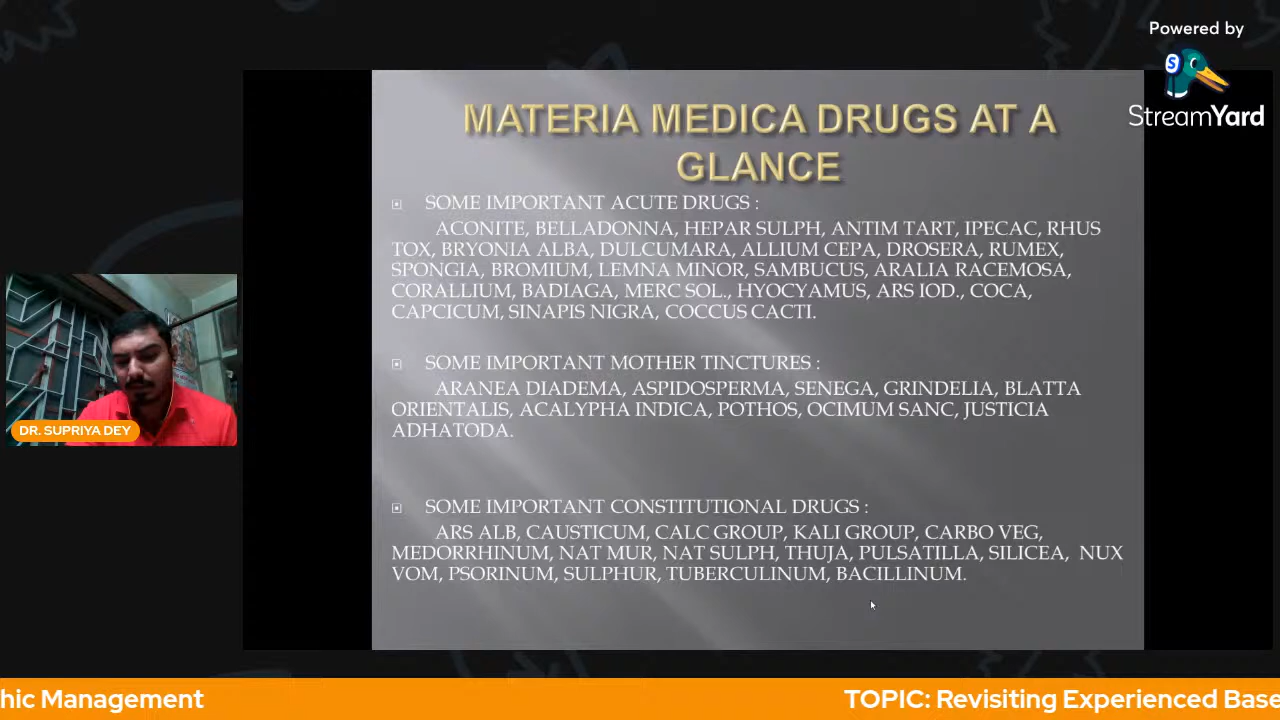 Powered by
StreamYard
MATERIA MEDICA DRUGS AT A
GLANCE
SOME IMPORTANT ACUTE DRUGS :
ACONITE, BELLADONNA, HEPAR SULPH, ANTIM TART, IPECAC, RHUS
TOX, BRYONIA ALBA, DULCUMARA, ALLIUM CEPA, DROSERA, RUMEX,
SPONGIA, BROMIUM, LEMNA MINOR, SAMBUCUS, ARALIA RACEMOSA,
CORALLIUM, BADIAGA, MERC SOL., HYOCYAMUS, ARS IOD., COCA,
CAPCICUM, SINAPIS NIGRA, COCCUS CACTI.
SOME IMPORTANT MOTHER TINCTURES :
ARANEA DIADEMA, ASPIDOSPERMA, SENEGA, GRINDELIA, BLATTA
ORIENTALIS, ACALYPHA INDICA, POTHOS, OCIMUM SANC, JUSTICIA
ADHATODA.
SOME IMPORTANT CONSTITUTIONAL DRUGS :
ARS ALB, CAUSTICUM, CALC GROUP, KALI GROUP, CARBO VEG,
MEDORRHINUM, NAT MUR, NAT SULPH, THUJA, PULSATILLA, SILICEA, NUX
VOM, PSORINUM, SULPHUR, TUBERCULINUM, BACILLINUM.
DR. SUPRIYA DEY
hic Management TOPIC: Revisiting Experienced Base